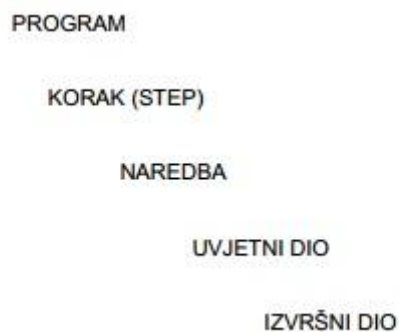 PROGRAM
KORAK (STEP)
NAREDBA
UVJETNI DIO
IZVRŠNI DIO